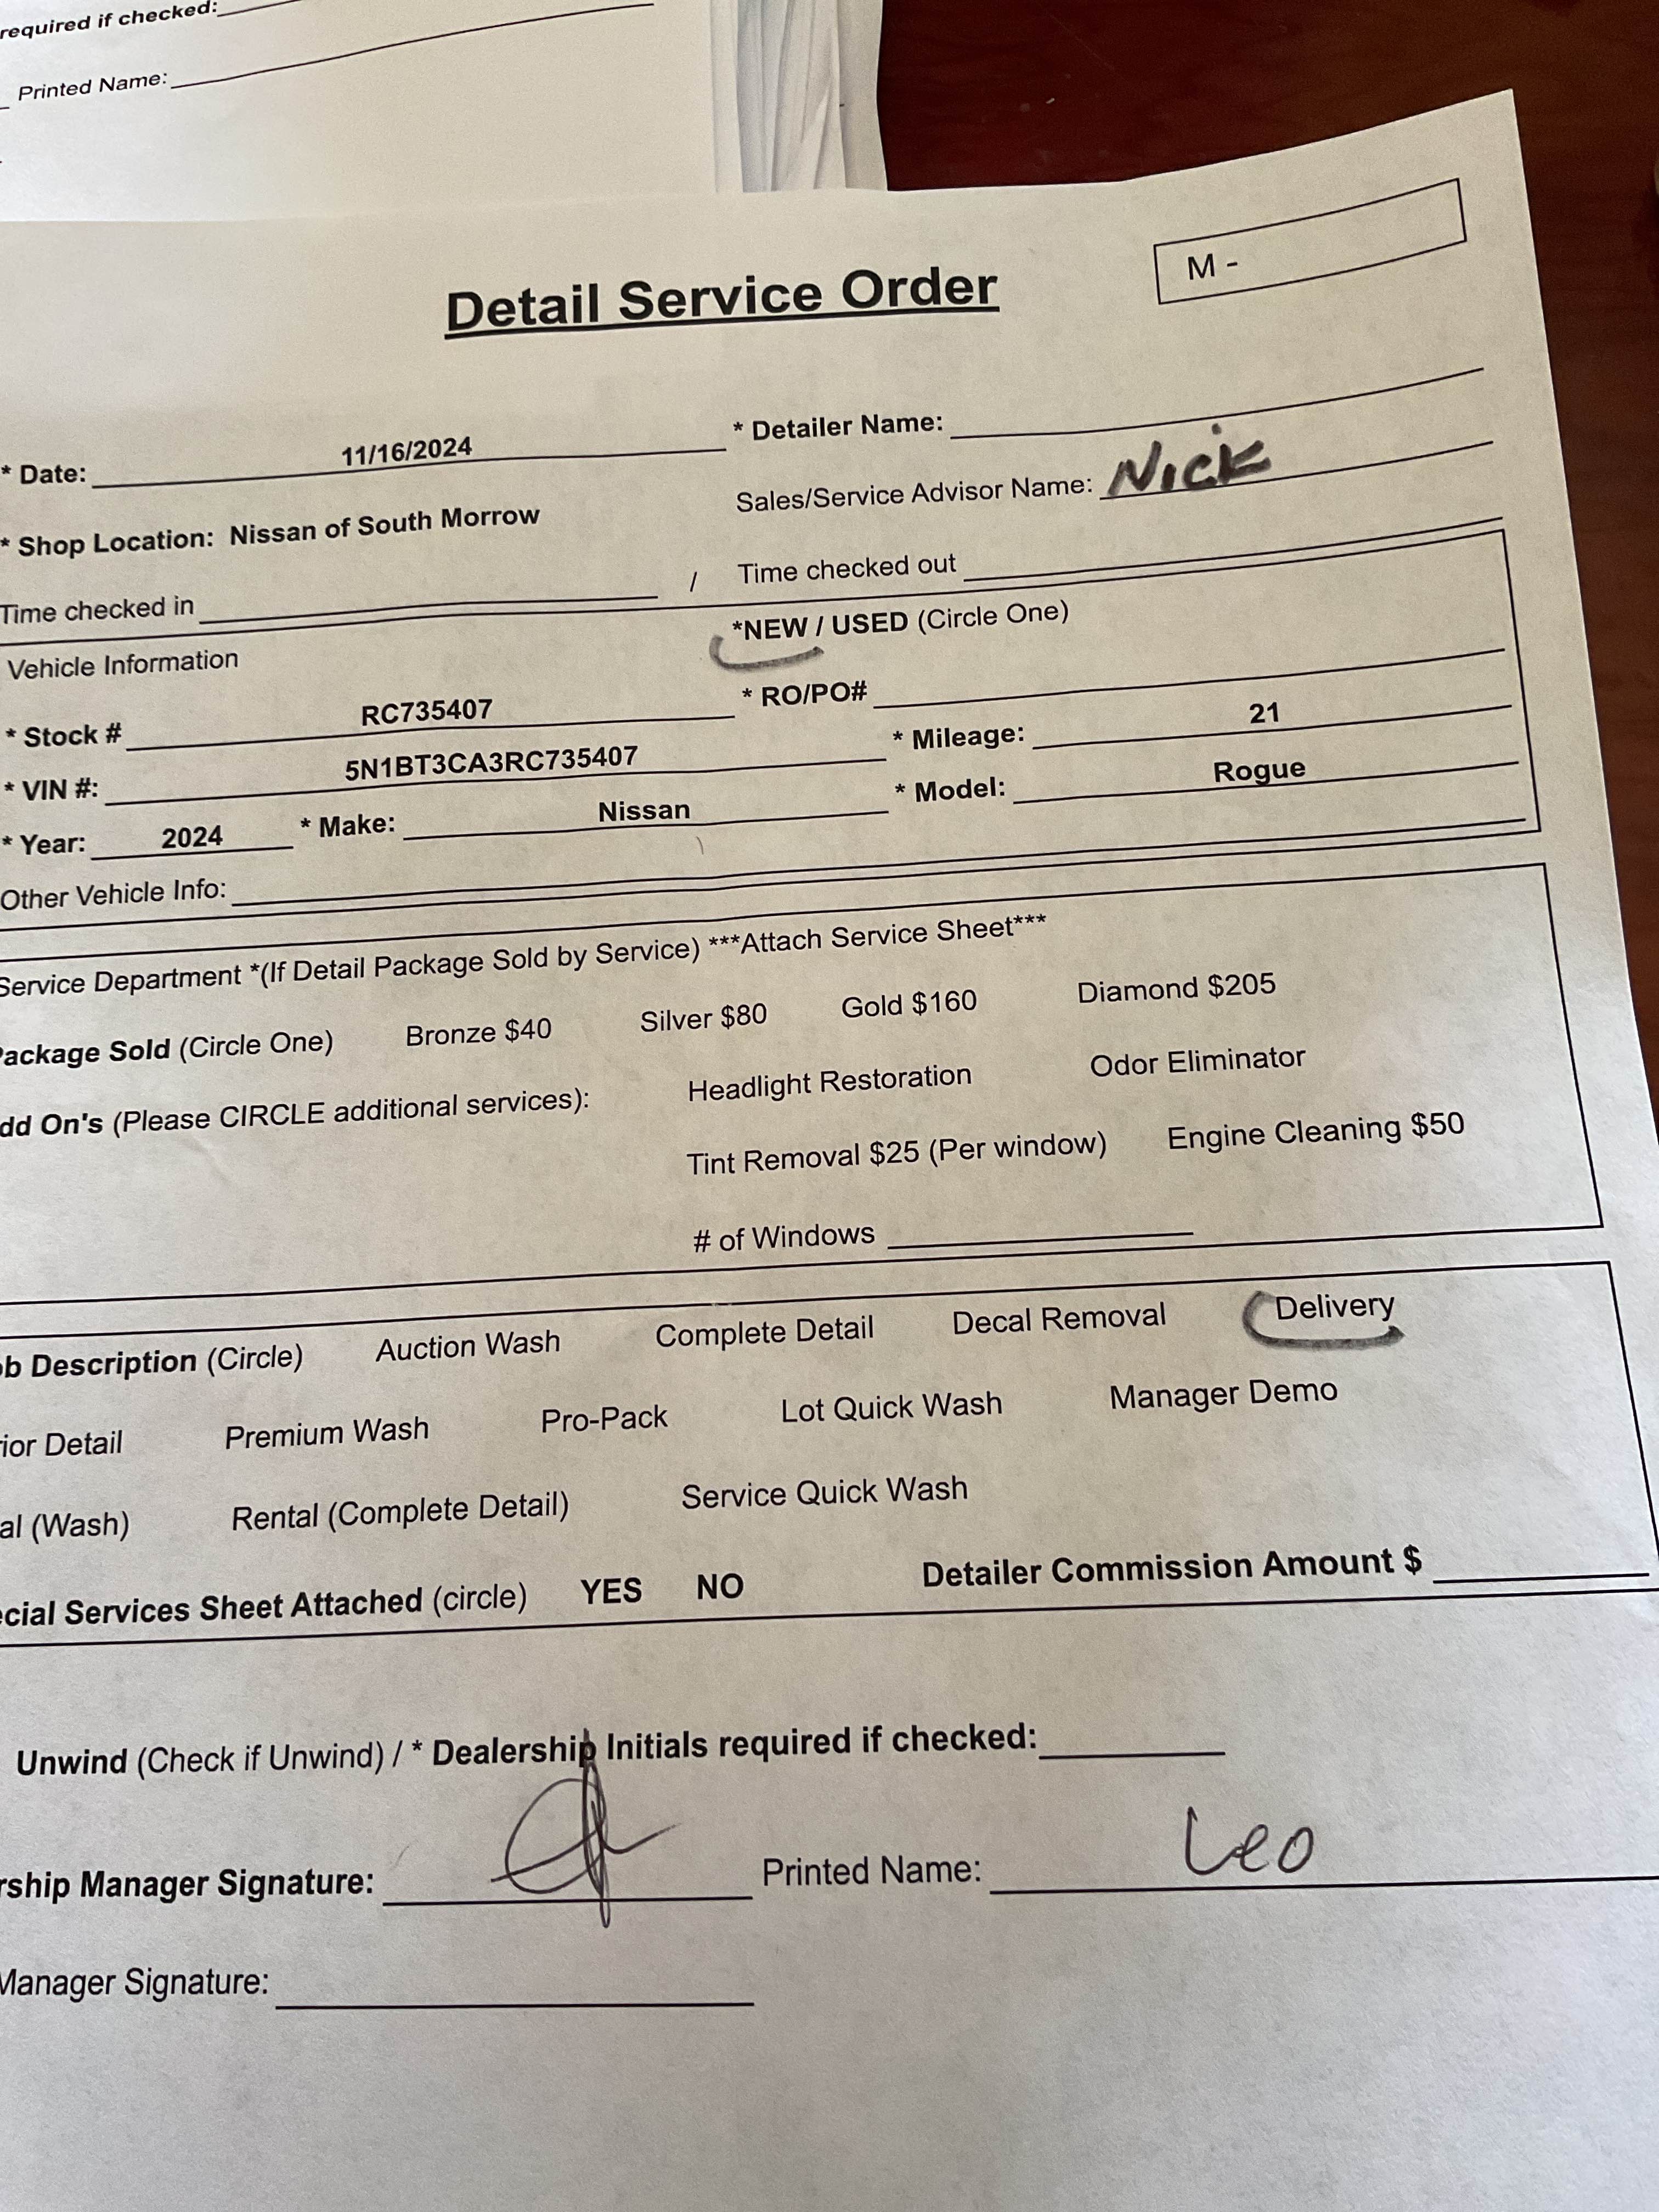 required if checked:
Printed Name:
M -
Detail Service Order
* Date: 11/16/2024 * Detailer Name:
* Shop Location: Nissan of South Morrow Sales/Service Advisor Name: Nick
Time checked in / Time checked out
Vehicle Information *NEW / USED (Circle One)
* Stock # RC735407 * RO/PO#
* VIN #: 5N1BT3CA3RC735407 * Mileage: 21
* Year: 2024 * Make: Nissan * Model: Rogue
Other Vehicle Info:
Service Department *(If Detail Package Sold by Service) ***Attach Service Sheet***
Package Sold (Circle One) Bronze $40 Silver $80 Gold $160 Diamond $205
dd On's (Please CIRCLE additional services): Headlight Restoration Odor Eliminator
Tint Removal $25 (Per window) Engine Cleaning $50
# of Windows
ob Description (Circle) Auction Wash Complete Detail Decal Removal Delivery
rior Detail Premium Wash Pro-Pack Lot Quick Wash Manager Demo
al (Wash) Rental (Complete Detail) Service Quick Wash
ecial Services Sheet Attached (circle) YES NO Detailer Commission Amount $
Unwind (Check if Unwind) / * Dealership Initials required if checked:
rship Manager Signature: Printed Name: Leo
Manager Signature: